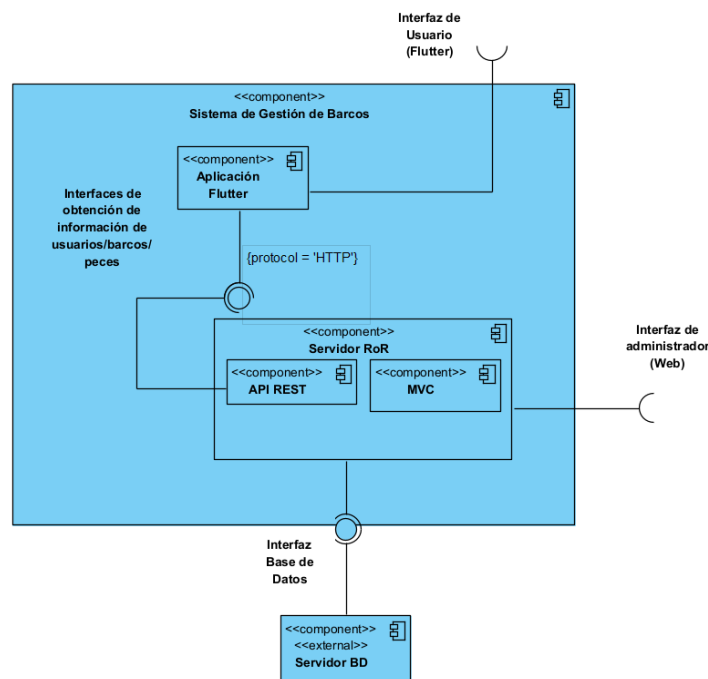 Interfaz de
Usuario
(Flutter)
<<component>>
Sistema de Gestión de Barcos
<<component>>
Aplicación
Flutter
Interfaces de
obtención de
información de
usuarios/barcos/
peces
{protocol = 'HTTP'}
<<component>>
Servidor RoR
<<component>>
API REST
<<component>>
MVC
Interfaz de
administrador
(Web)
Interfaz
Base de
Datos
<<component>>
<<external>>
Servidor BD